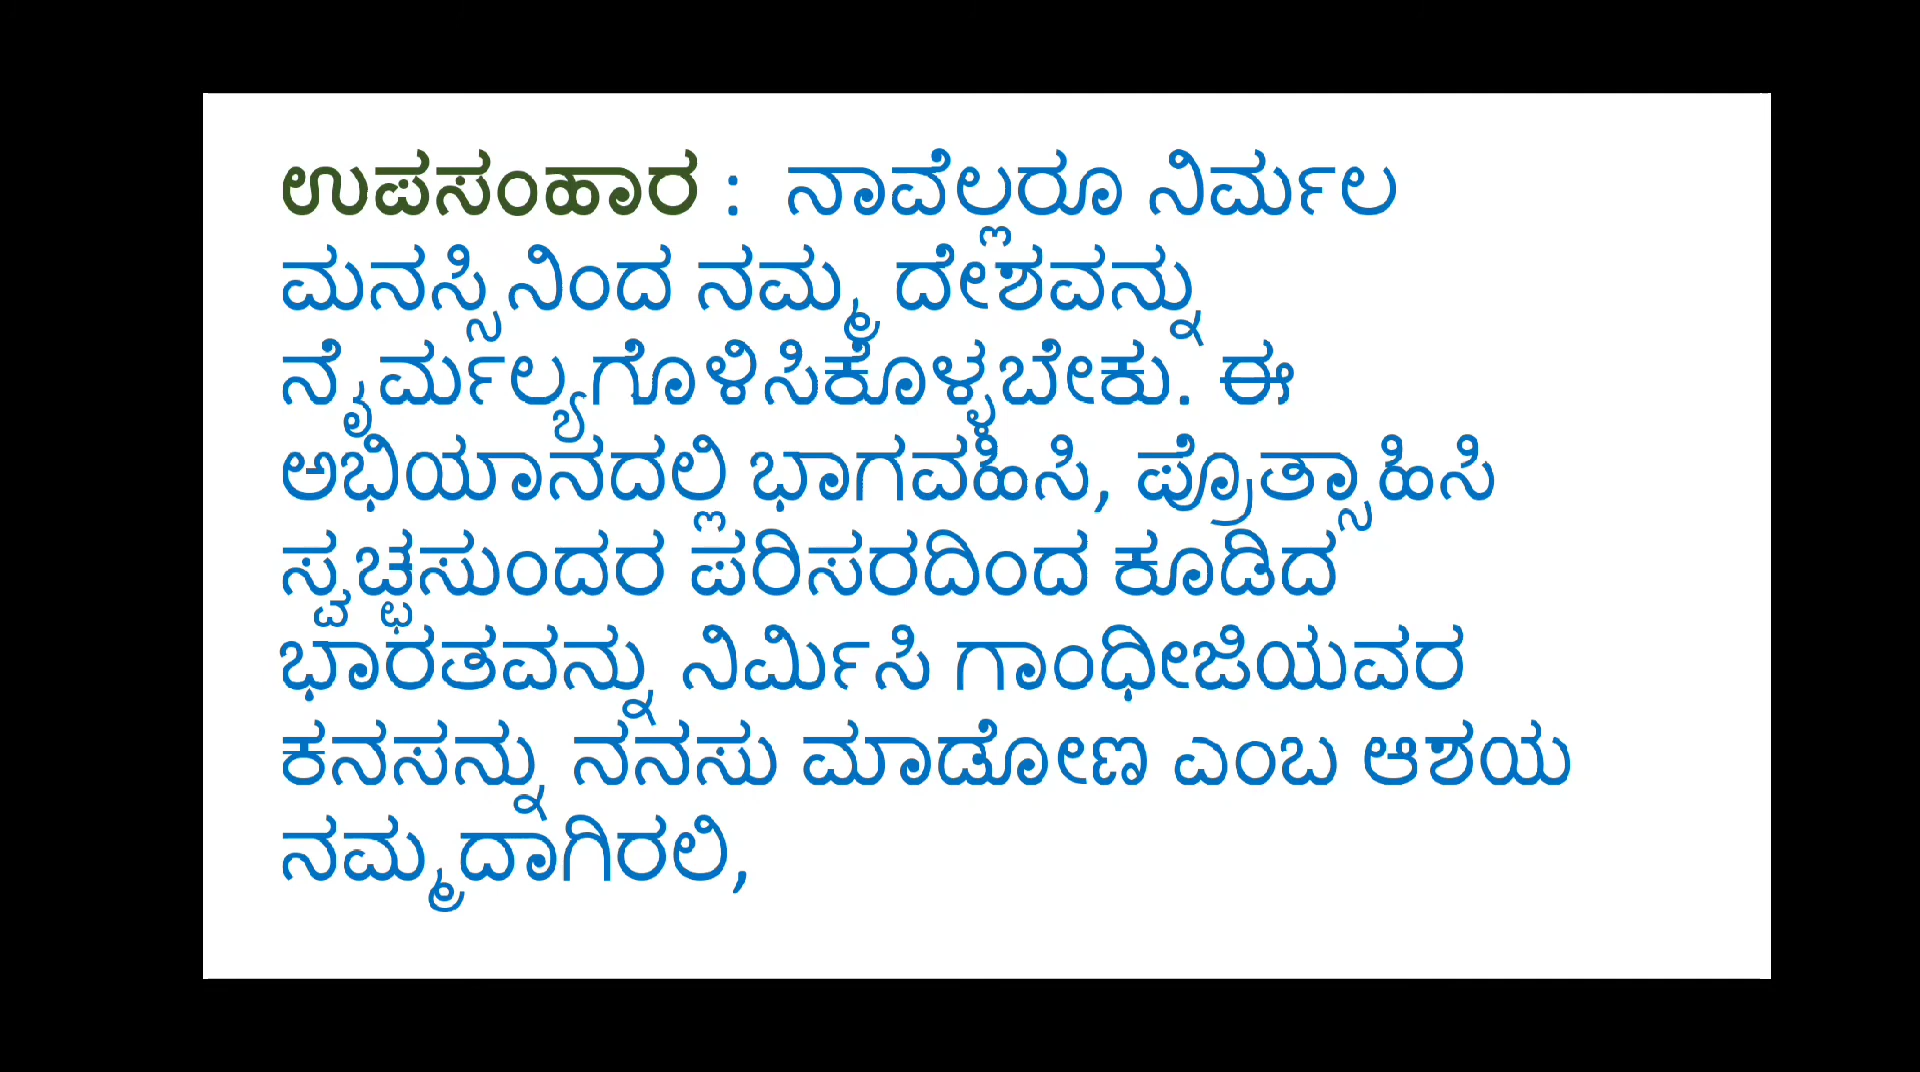 ಉಪಸಂಹಾರ : ನಾವೆಲ್ಲರೂ ನಿರ್ಮಲ
ಮನಸ್ಸಿನಿಂದ ನಮ್ಮ ದೇಶವನ್ನು
ನೈರ್ಮಲ್ಯಗೊಳಿಸಿಕೊಳ್ಳಬೇಕು. ಈ
ಅಭಿಯಾನದಲ್ಲಿ ಭಾಗವಹಿಸಿ, ಪ್ರೊತ್ಸಾಹಿಸಿ
ಸ್ವಚ್ಛಸುಂದರ ಪರಿಸರದಿಂದ ಕೂಡಿದ
ಭಾರತವನ್ನು ನಿರ್ಮಿಸಿ ಗಾಂಧೀಜಿಯವರ
ಕನಸನ್ನು ನನಸು ಮಾಡೋಣ ಎಂಬ ಆಶಯ
ನಮ್ಮದಾಗಿರಲಿ,